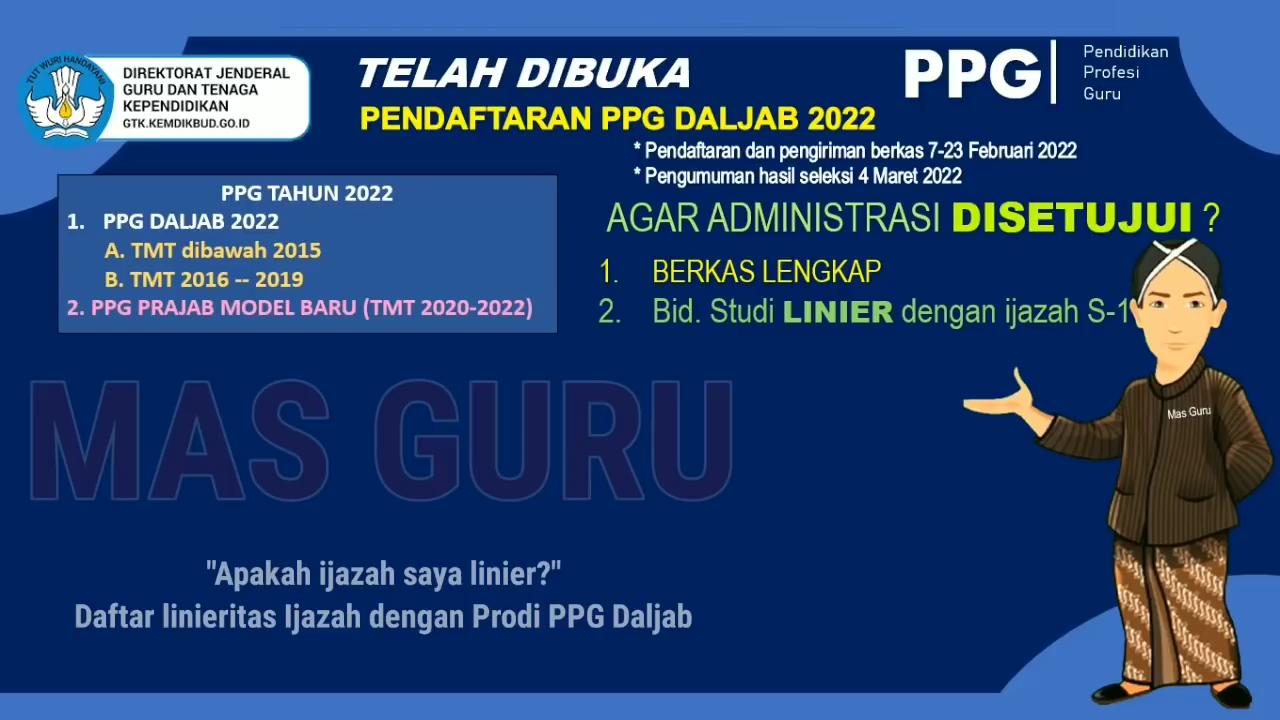 TUT WURI HANDAYANI
DIREKTORAT JENDERAL
GURU DAN TENAGA
KEPENDIDIKAN
GTK.KEMDIKBUD.GO.ID
TELAH DIBUKA
PENDAFTARAN PPG DALJAB 2022
PPG
Pendidikan
Profesi
Guru
* Pendaftaran dan pengiriman berkas 7-23 Februari 2022
* Pengumuman hasil seleksi 4 Maret 2022
PPG TAHUN 2022
1. PPG DALJAB 2022
A. TMT dibawah 2015
B. TMT 2016 -- 2019
2. PPG PRAJAB MODEL BARU (TMT 2020-2022)
AGAR ADMINISTRASI DISETUJUI ?
1. BERKAS LENGKAP
2. Bid. Studi LINIER dengan ijazah S-1
Mas Guru
MAS GURU
"Apakah ijazah saya linier?"
Daftar linieritas Ijazah dengan Prodi PPG Daljab